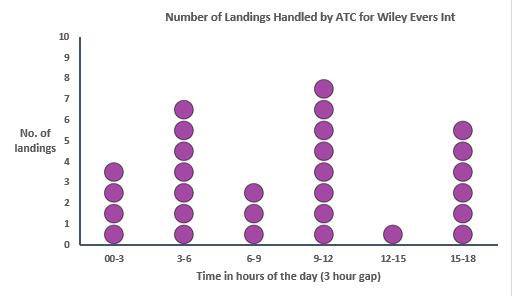 Number of Landings Handled by ATC for Wiley Evers Int
10
9
8
7
6
5
4
3
2
1
0
No. of
landings
00-3 3-6 6-9 9-12 12-15 15-18
Time in hours of the day (3 hour gap)